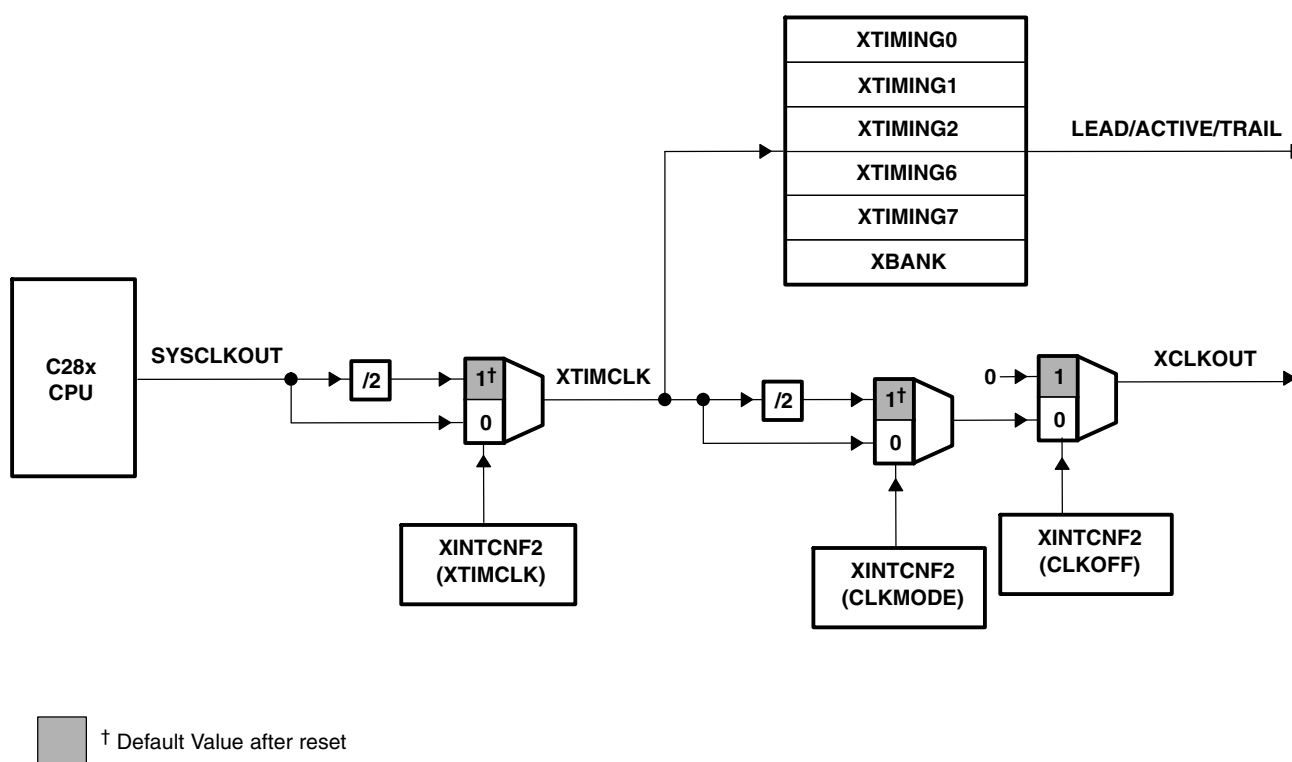 XTIMING0
XTIMING1
XTIMING2
XTIMING6
XTIMING7
XBANK
LEAD/ACTIVE/TRAIL
C28x
CPU
SYSCLKOUT
/2
1†
0
XTIMCLK
/2
1†
0
0
1
0
XCLKOUT
XINTCNF2
(XTIMCLK)
XINTCNF2
(CLKMODE)
XINTCNF2
(CLKOFF)
† Default Value after reset